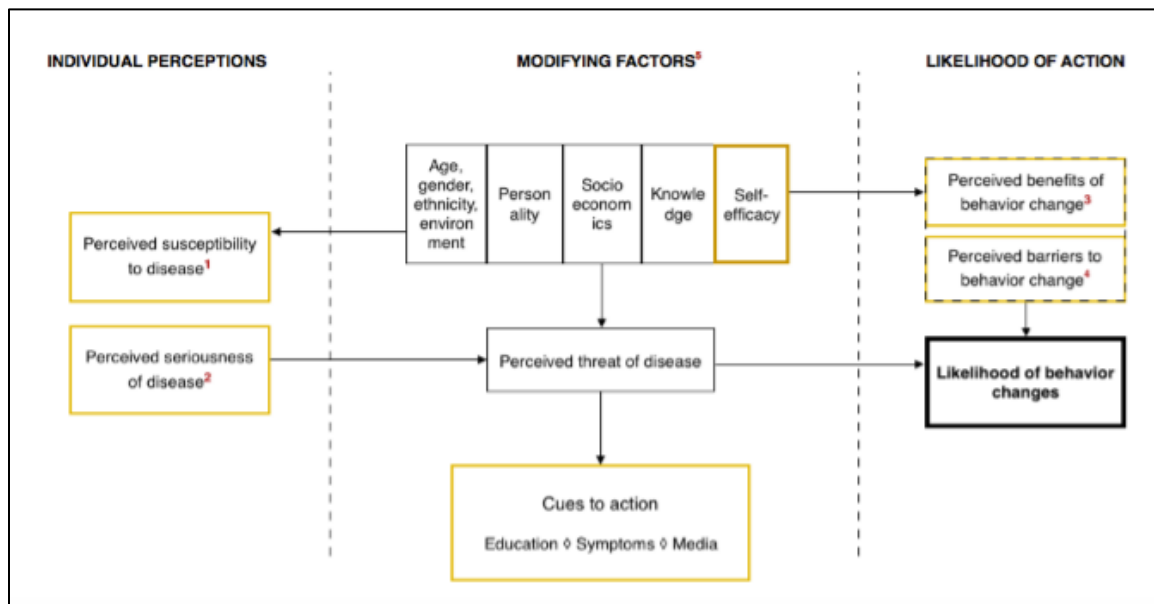 INDIVIDUAL PERCEPTIONS
MODIFYING FACTORS5
LIKELIHOOD OF ACTION
Age,
gender,
ethnicity,
environ
ment
Person
ality
Socio
econom
ics
Knowle
dge
Self-
efficacy
Perceived benefits of
behavior change3
Perceived barriers to
behavior change4
Perceived susceptibility
to disease1
Perceived seriousness
of disease2
Perceived threat of disease
Likelihood of behavior
changes
Cues to action
Education ◊ Symptoms ◊ Media